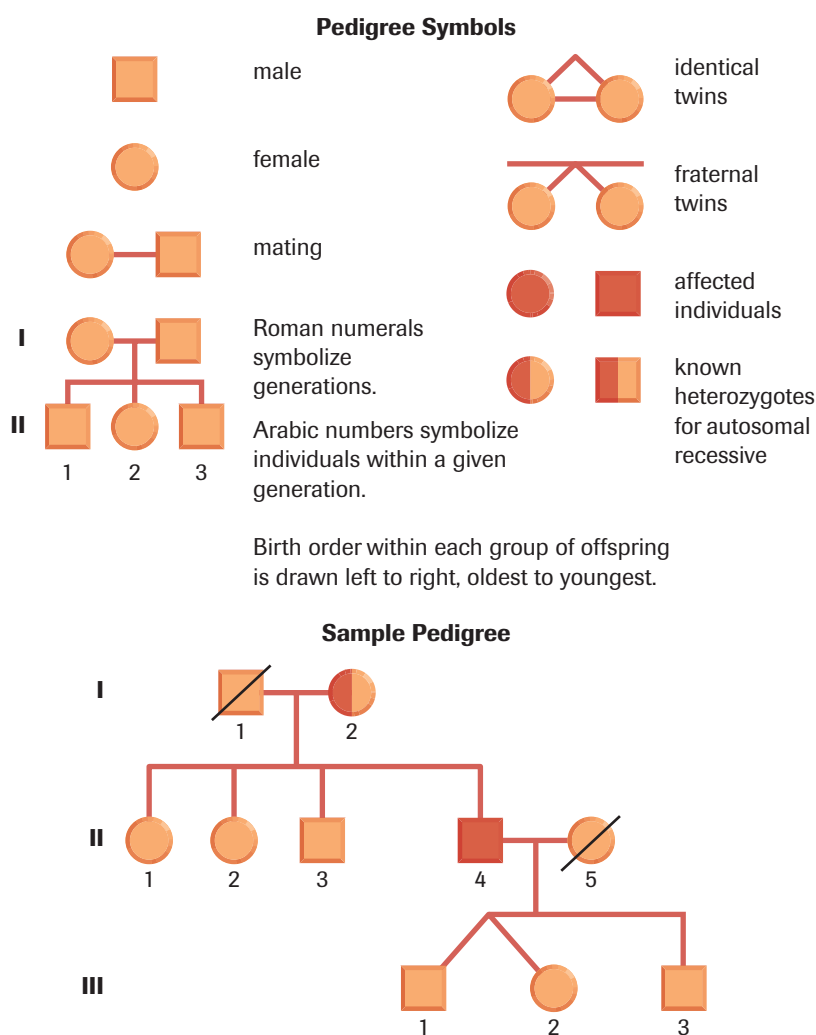 Pedigree Symbols
male
female
mating
I
II
1 2 3
Roman numerals
symbolize
generations.
Arabic numbers symbolize
individuals within a given
generation.
Birth order within each group of offspring
is drawn left to right, oldest to youngest.
identical
twins
fraternal
twins
affected
individuals
known
heterozygotes
for autosomal
recessive
Sample Pedigree
I
1 2
II
1 2 3 4 5
III
1 2 3